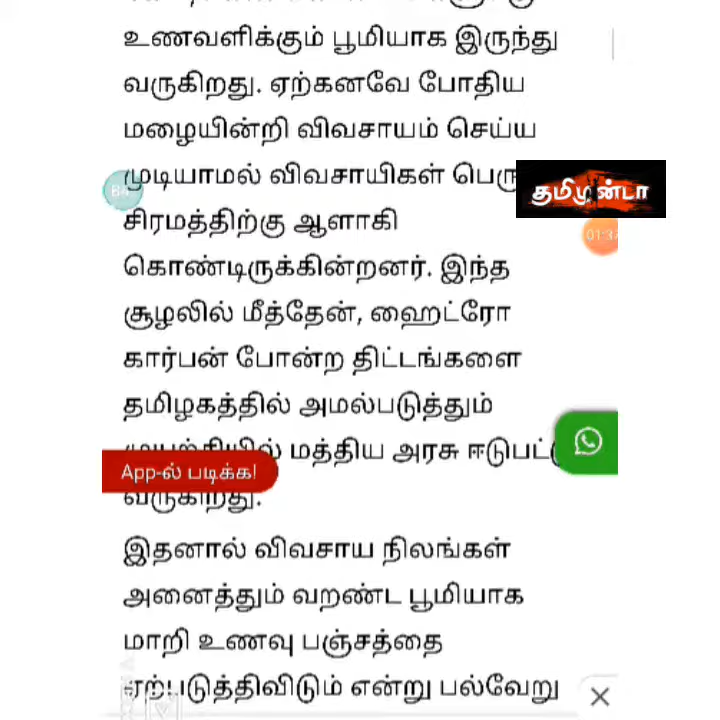 உணவளிக்கும் பூமியாக இருந்து
வருகிறது. ஏற்கனவே போதிய
மழையின்றி விவசாயம் செய்ய
முடியாமல் விவசாயிகள்
தமிழன்டா
சிரமத்திற்கு ஆளாகி
கொண்டிருக்கின்றனர். இந்த
சூழலில் மீத்தேன், ஹைட்ரோ
கார்பன் போன்ற திட்டங்களை
தமிழகத்தில் அமல்படுத்தும்
மத்திய அரசு
App-ல் படிக்க!
வருகிறது.
இதனால் விவசாய நிலங்கள்
அனைத்தும் வறண்ட பூமியாக
மாறி உணவு பஞ்சத்தை
ஏற்படுத்திவிடும் என்று பல்வேறு